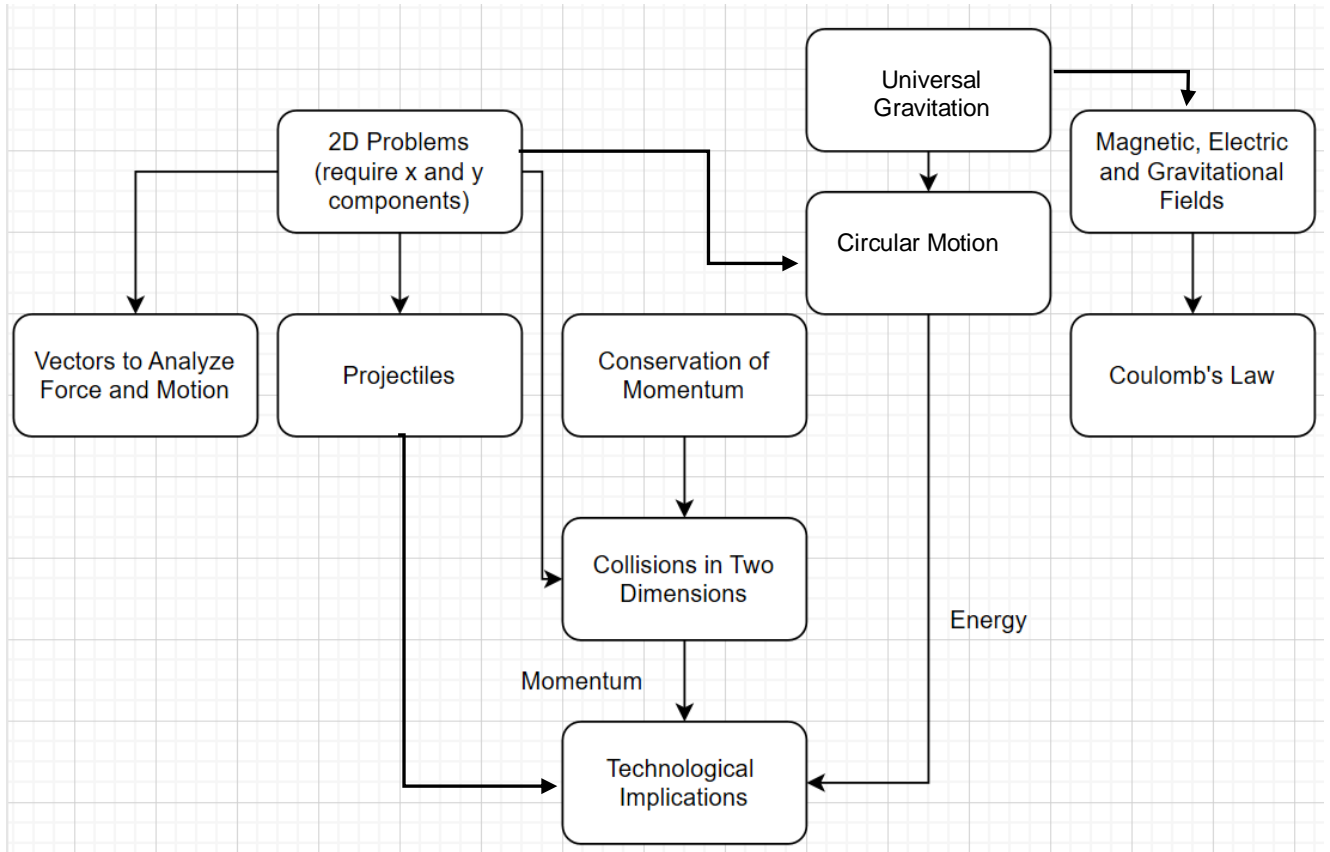 Universal
Gravitation
2D Problems
(require x and y
components)
Magnetic, Electric
and Gravitational
Fields
Circular Motion
Vectors to Analyze
Force and Motion
Projectiles
Conservation of
Momentum
Coulomb's Law
Collisions in Two
Dimensions
Energy
Momentum
Technological
Implications